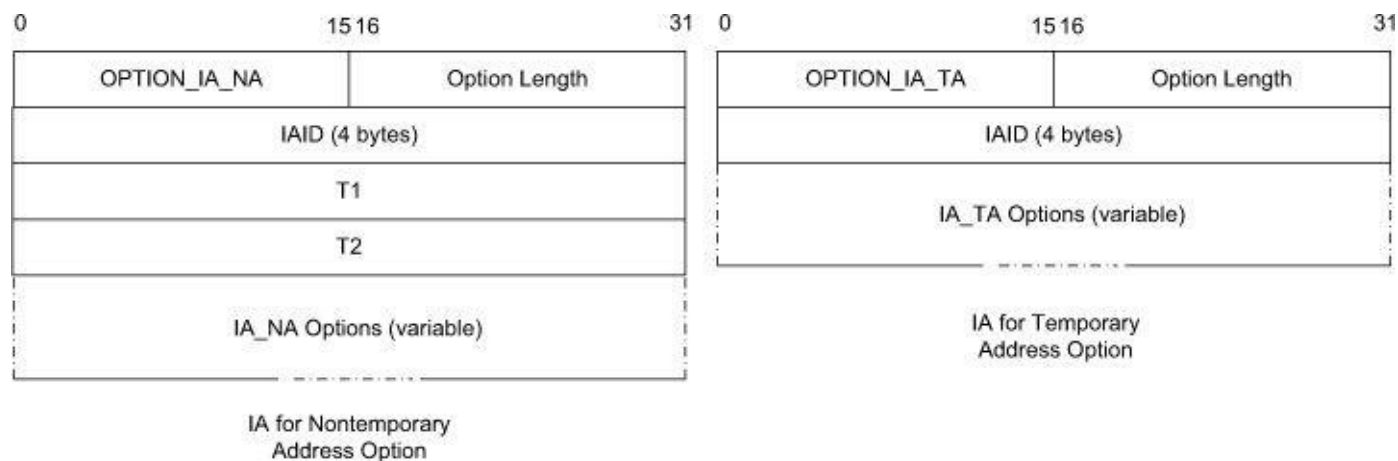 0 15 16 31
OPTION_IA_NA Option Length
IAID (4 bytes)
T1
T2
IA_NA Options (variable)
IA for Nontemporary
Address Option
0 15 16 31
OPTION_IA_TA Option Length
IAID (4 bytes)
IA_TA Options (variable)
IA for Temporary
Address Option